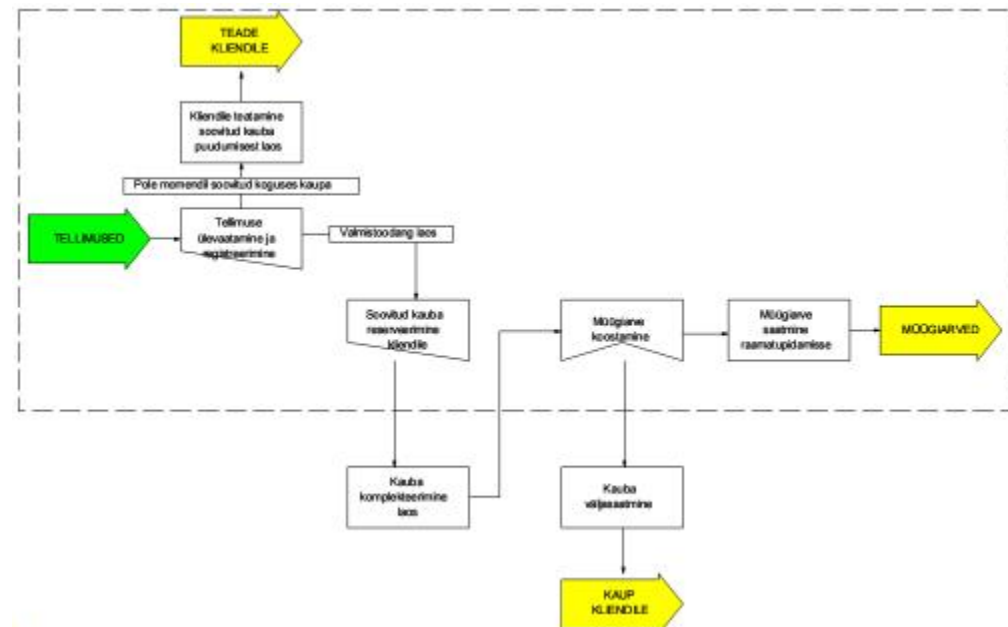 TEADE
KLIENDILE
Kliendile teatamine
soovitud kauba
puudumisest laos
Pole momendil soovitud koguses kaupa
TELLIMUSED
Tellimuse
ülevaatamine ja
registreerimine
Valmistoodang laos
Soovitud kauba
reserveerimine
kliendile
Müügiarve
koostamine
Müügiarve
saatmine
raamatupidamisse
MÜÜGIARVED
Kauba
komplekteerimine
laos
Kauba
väljasaatmine
KAUP
KLIENDILE